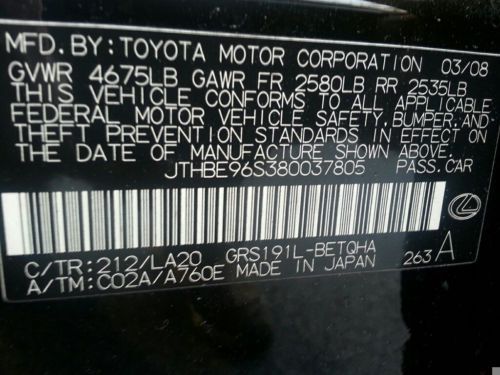 MFD. BY: TOYOTA MOTOR CORPORATION 03/08
GVWR 4675LB GAWR FR 2580LB RR 2535LB
THIS VEHICLE CONFORMS TO ALL APPLICABLE
FEDERAL MOTOR VEHICLE SAFETY, BUMPER, AND
THEFT PREVENTION STANDARDS IN EFFECT ON
THE DATE OF MANUFACTURE SHOWN ABOVE.
JTHBE96S380037805 PASS. CAR
C/TR: 212/LA20 GRS191L-BETQHA
A/TM: C02A/A760E MADE IN JAPAN 263 A